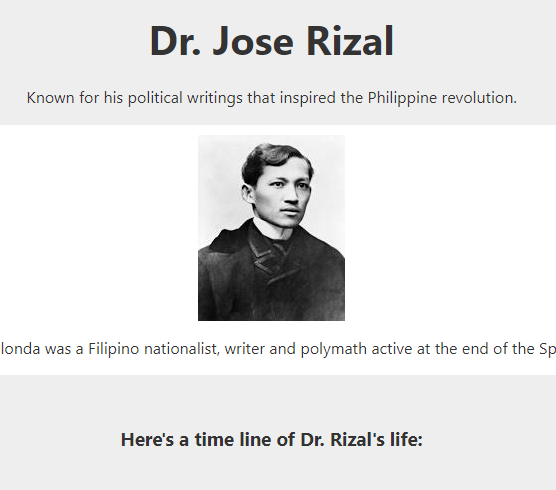 Dr. Jose Rizal
Known for his political writings that inspired the Philippine revolution.
londa was a Filipino nationalist, writer and polymath active at the end of the Sp
Here's a time line of Dr. Rizal's life: